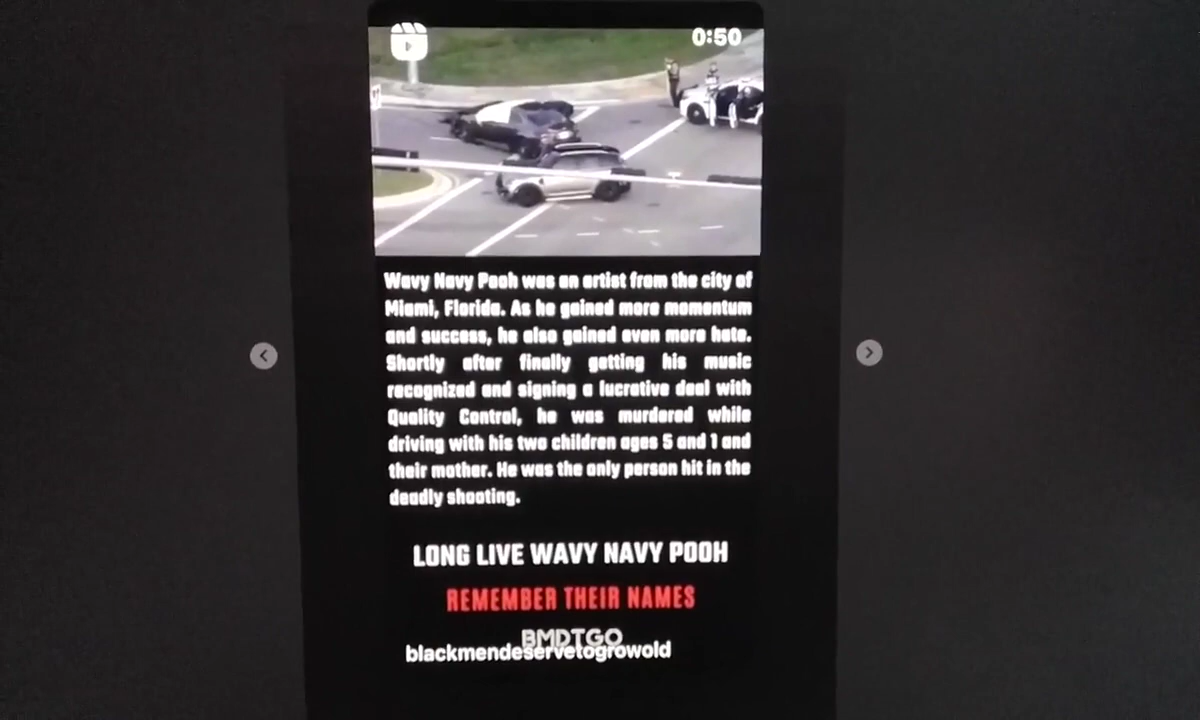 0:50
Wavy Navy Pooh was an artist from the city of
Miami, Florida. As he gained more momentum
and success, he also gained even more hate.
Shortly after finally getting his music
recognized and signing a lucrative deal with
Quality Control, he was murdered while
driving with his two children ages 5 and 1 and
their mother. He was the only person hit in the
deadly shooting.
LONG LIVE WAVY NAVY POOH
REMEMBER THEIR NAMES
BMDTGO
blackmendeservetogrowold